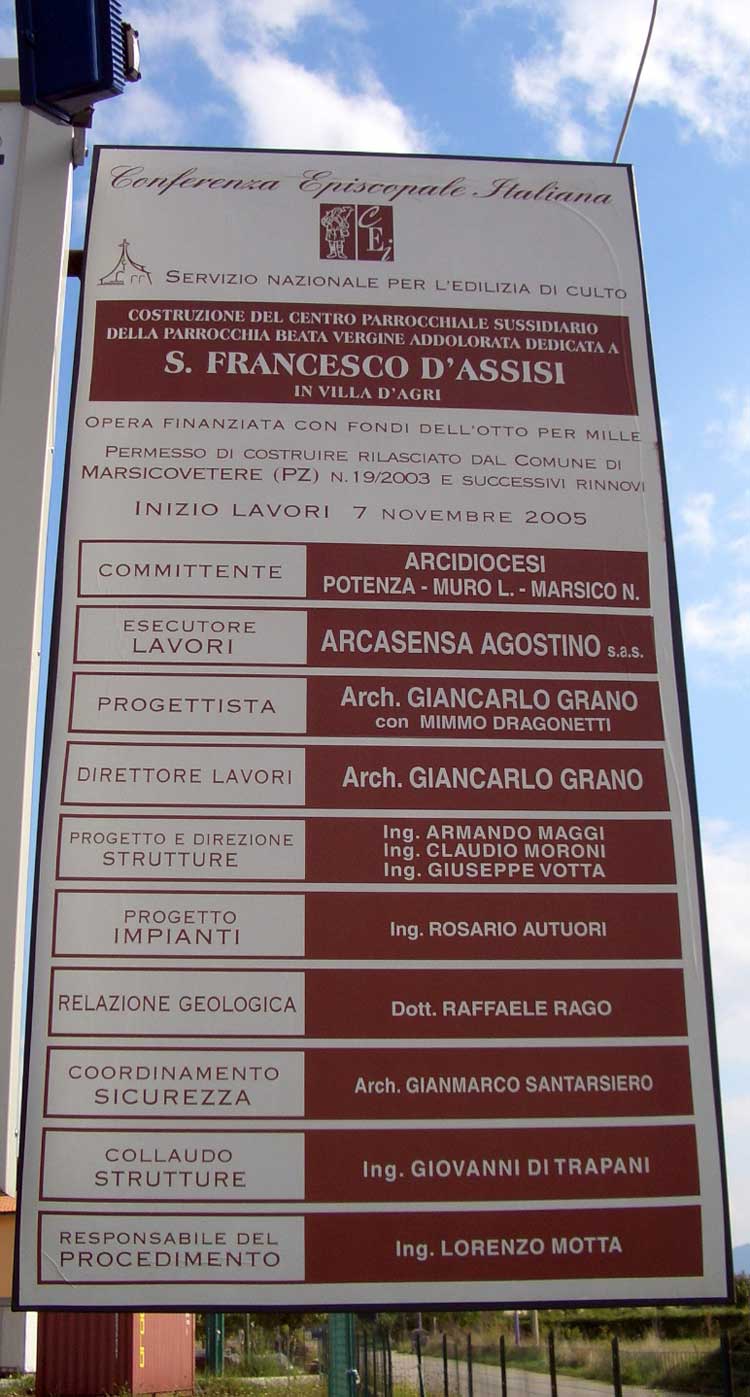 Conferenza Episcopale Italiana
CEi
SERVIZIO NAZIONALE PER L'EDILIZIA DI CULTO
COSTRUZIONE DEL CENTRO PARROCCHIALE SUSSIDIARIO
DELLA PARROCCHIA BEATA VERGINE ADDOLORATA DEDICATA A
S. FRANCESCO D'ASSISI
IN VILLA D'AGRI
OPERA FINANZIATA CON FONDI DELL'OTTO PER MILLE
PERMESSO DI COSTRUIRE RILASCIATO DAL COMUNE DI
MARSICOVETERE (PZ) N.19/2003 E SUCCESSIVI RINNOVI
INIZIO LAVORI 7 NOVEMBRE 2005
COMMITTENTE
ARCIDIOCESI
POTENZA - MURO L. - MARSICO N.
ESECUTORE
LAVORI
ARCASENSA AGOSTINO s.a.s.
PROGETTISTA
Arch. GIANCARLO GRANO
con MIMMO DRAGONETTI
DIRETTORE LAVORI
Arch. GIANCARLO GRANO
PROGETTO E DIREZIONE
STRUTTURE
Ing. ARMANDO MAGGI
Ing. CLAUDIO MORONI
Ing. GIUSEPPE VOTTA
PROGETTO
IMPIANTI
Ing. ROSARIO AUTUORI
RELAZIONE GEOLOGICA
Dott. RAFFAELE RAGO
COORDINAMENTO
SICUREZZA
Arch. GIANMARCO SANTARSIERO
COLLAUDO
STRUTTURE
Ing. GIOVANNI DI TRAPANI
RESPONSABILE DEL
PROCEDIMENTO
Ing. LORENZO MOTTA